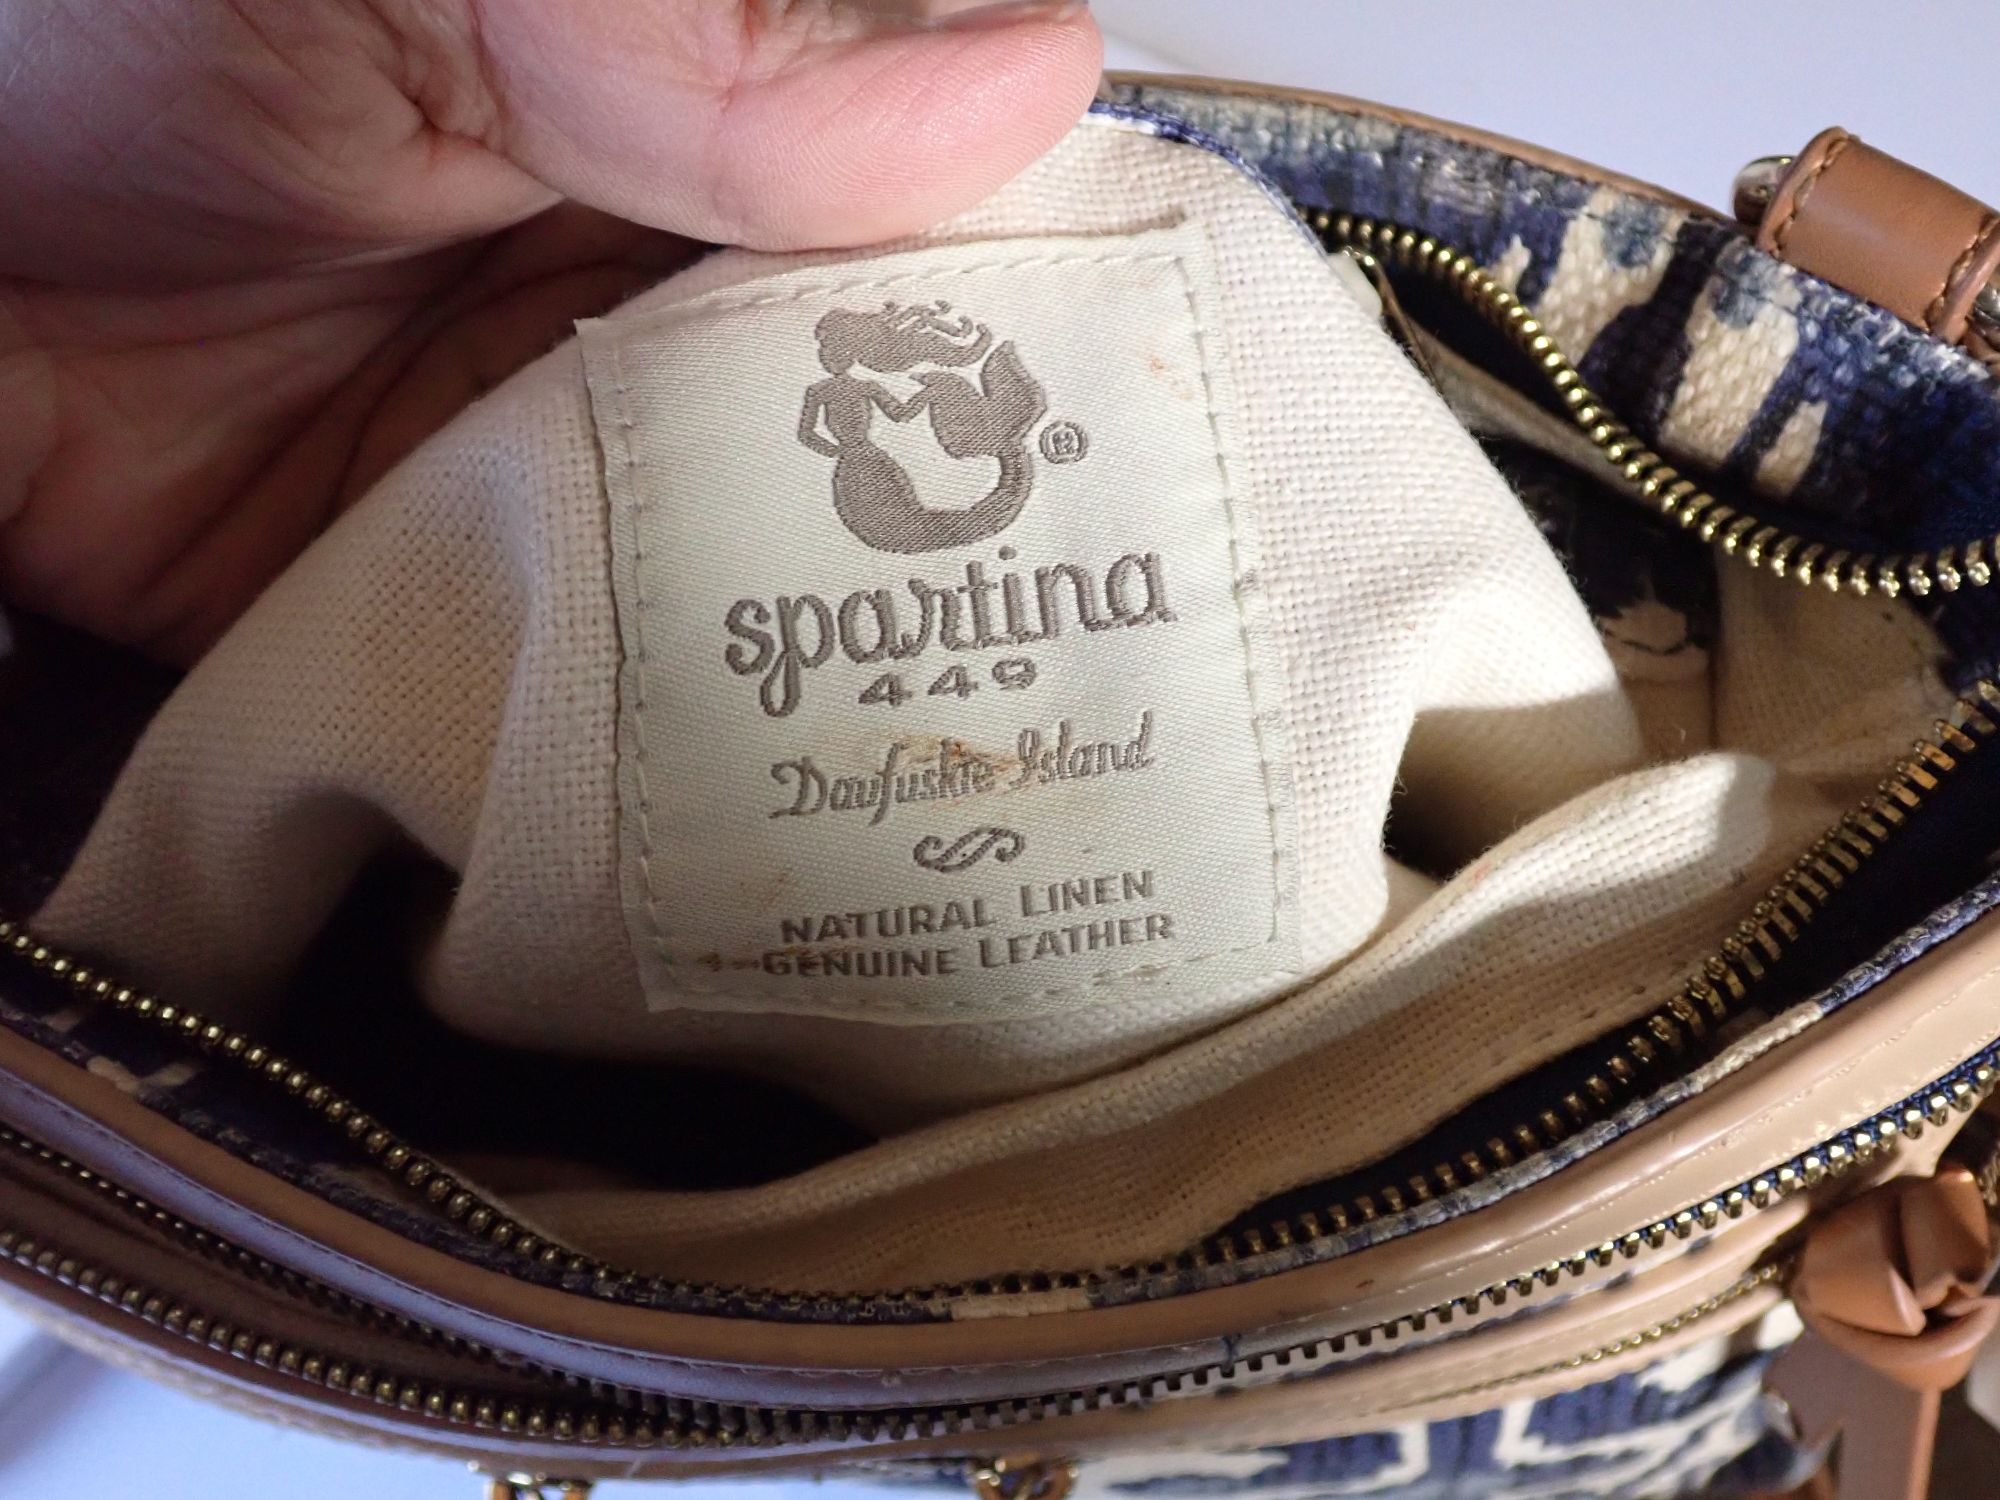 ®
spartina
449
Daufuskie Island
NATURAL LINEN
GENUINE LEATHER